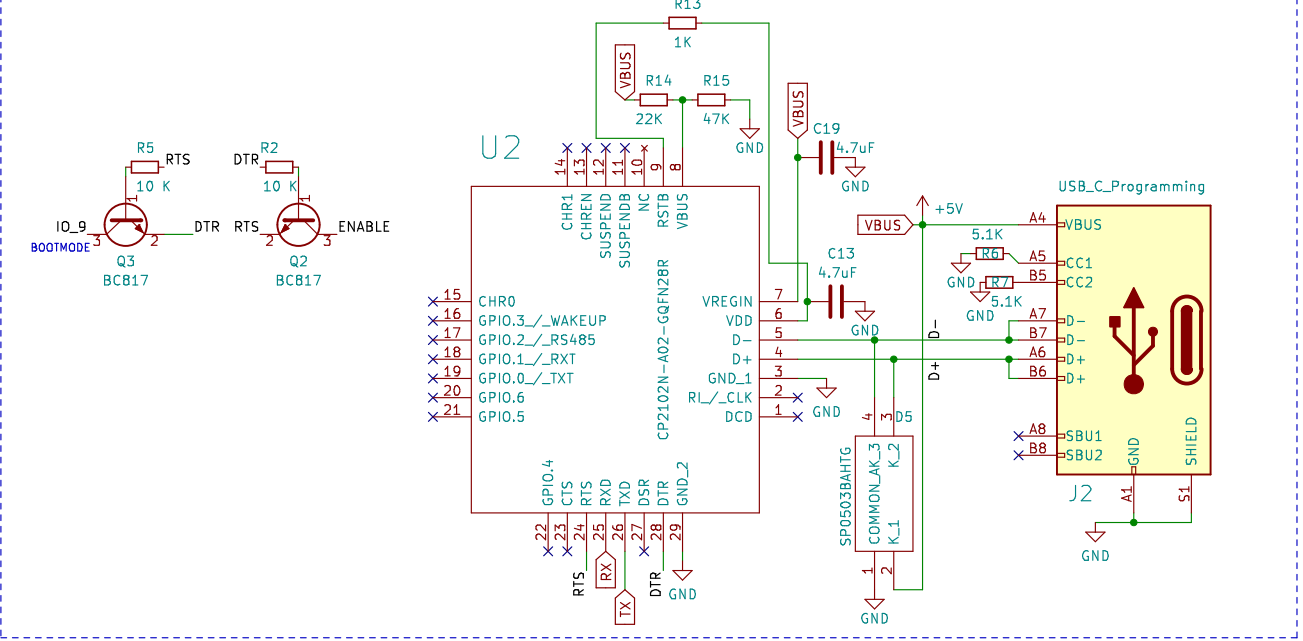 R13
1K
VBUS
R14
R15
22K
47K
GND
VBUS
C19
4.7uF
GND
R5
RTS
10 K
1
IO_9
BOOTMODE
3
2
DTR
Q3
BC817
DTR
R2
10 K
1
RTS
2
3
ENABLE
Q2
BC817
U2
14
13
12
11
10
9
8
CHR1
CHREN
SUSPEND
SUSPENDB
NC
RSTB
VBUS
CP2102N-A02-GQFN28R
15 CHR0
16 GPIO.3_/_WAKEUP
17 GPIO.2_/_RS485
18 GPIO.1_/_RXT
19 GPIO.0_/_TXT
20 GPIO.6
21 GPIO.5
VREGIN 7
VDD 6
D- 5
D+ 4
GND_1 3
RI_/_CLK 2
DCD 1
GPIO.4
CTS
RTS
RXD
TXD
DSR
DTR
GND_2
22
23
24
25
26
27
28
29
RTS
RX
TX
DTR
GND
C13
4.7uF
GND
GND
D-
D+
VBUS
+5V
4
3
D5
SP0503BAHTG
COMMON_AK_3
K_2
K_1
1
2
GND
5.1K
R6
GND
R7
5.1K
GND
USB_C_Programming
A4 VBUS
A5 CC1
B5 CC2
A7 D-
B7 D-
A6 D+
B6 D+
A8 SBU1
B8 SBU2
GND
SHIELD
J2
A1
S1
GND